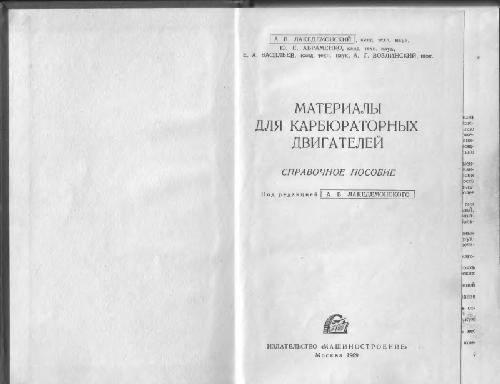 А. В. ЛАКЕДЕМОНСКИЙ, канд. техн. наук,
Ю. Е. АБРАМЕНКО, канд. техн. наук,
Е. А. ВАСИЛЬЕВ, канд. техн. наук, А. Г. ВОЗЛИНСКИЙ, инж.
МАТЕРИАЛЫ
ДЛЯ КАРБЮРАТОРНЫХ
ДВИГАТЕЛЕЙ
СПРАВОЧНОЕ ПОСОБИЕ
Под редакцией А. В. ЛАКЕДЕМОНСКОГО
ИЗДАТЕЛЬСТВО «МАШИНОСТРОЕНИЕ»
Москва 1969